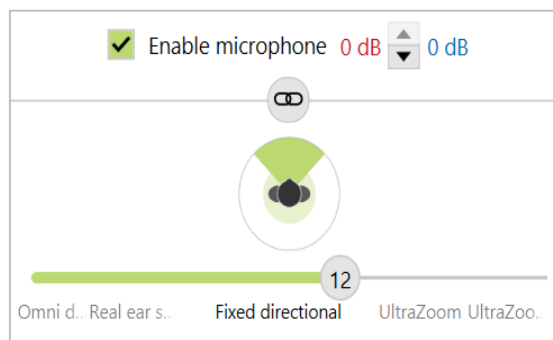 Enable microphone 0 dB 0 dB
12
Omni d.. Real ear s.. Fixed directional UltraZoom UltraZoo..